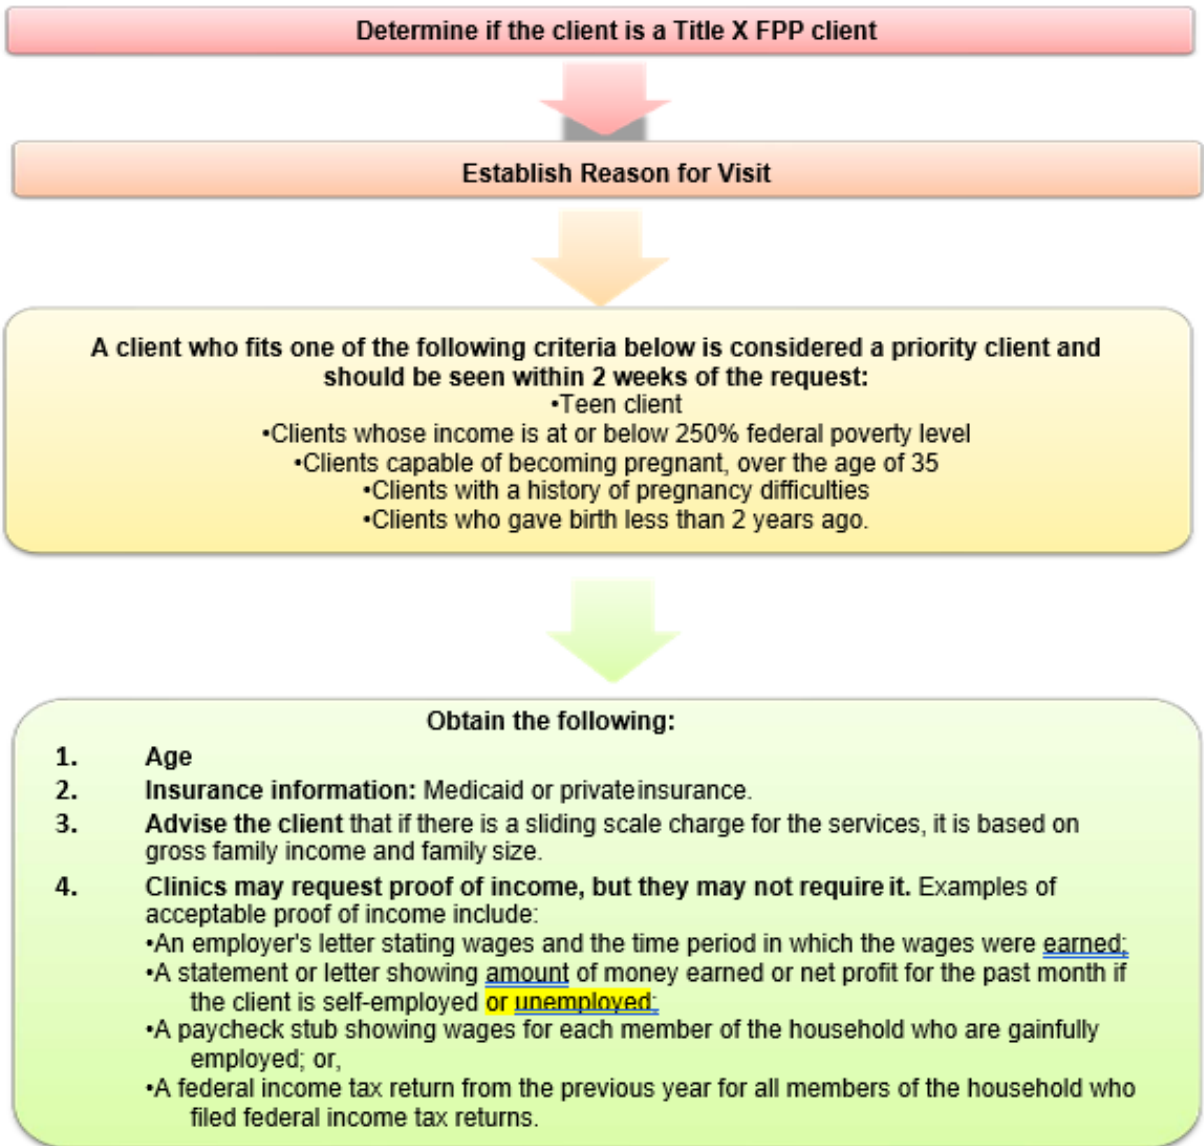 Determine if the client is a Title X FPP client
Establish Reason for Visit
A client who fits one of the following criteria below is considered a priority client and
should be seen within 2 weeks of the request:
•Teen client
•Clients whose income is at or below 250% federal poverty level
•Clients capable of becoming pregnant, over the age of 35
•Clients with a history of pregnancy difficulties
•Clients who gave birth less than 2 years ago.
Obtain the following:
1. Age
2. Insurance information: Medicaid or privateinsurance.
3. Advise the client that if there is a sliding scale charge for the services, it is based on
gross family income and family size.
4. Clinics may request proof of income, but they may not require it. Examples of
acceptable proof of income include:
•An employer's letter stating wages and the time period in which the wages were earned;
•A statement or letter showing amount of money earned or net profit for the past month if
the client is self-employed or unemployed;
•A paycheck stub showing wages for each member of the household who are gainfully
employed; or,
•A federal income tax return from the previous year for all members of the household who
filed federal income tax returns.